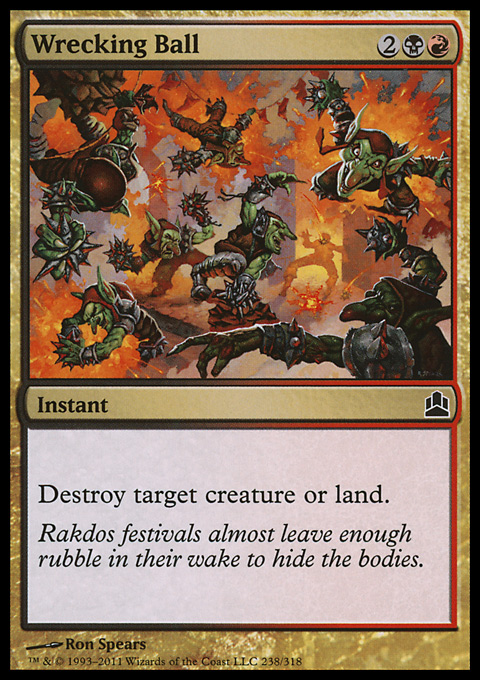 Wrecking Ball 2
Instant
Destroy target creature or land.
Rakdos festivals almost leave enough
rubble in their wake to hide the bodies.
Ron Spears
™ & © 1993–2011 Wizards of the Coast LLC 238/318